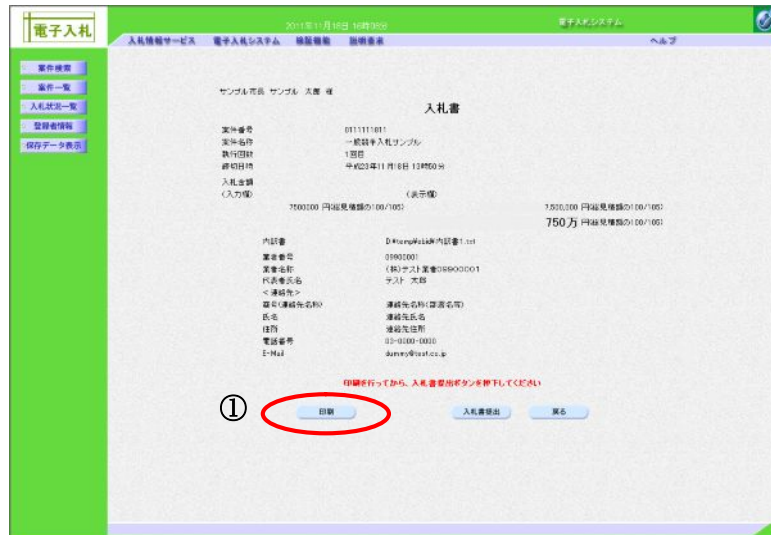 電子入札
2011年11月18日 16時08分
電子入札システム
入札情報サービス 電子入札システム 検証機能 説明要求 ヘルプ
案件検索
案件一覧
入札状況一覧
登録者情報
保存データ表示
サンプル市長 サンプル 太郎 様
入札書
案件番号 0111111011
案件名称 一般競争入札サンプル
執行回数 1回目
締切日時 平成23年11月18日 13時50分
入札金額
(入力欄) (表示欄)
7500000 円(総見積額の100/105) 7,500,000 円(総見積額の100/105)
750万 円(総見積額の100/105)
内訳書
業者番号 09900001
業者名称 (株)テスト業者09900001
代表者氏名 テスト 太郎
<連絡先>
商号(連絡先名称) 連絡先名称(部署名等)
氏名 連絡先氏名
住所 連絡先住所
電話番号 03-0000-0000
E-Mail dummy@test.co.jp
印刷を行ってから、入札書提出ボタンを押下してください
① 印刷 入札書提出 戻る